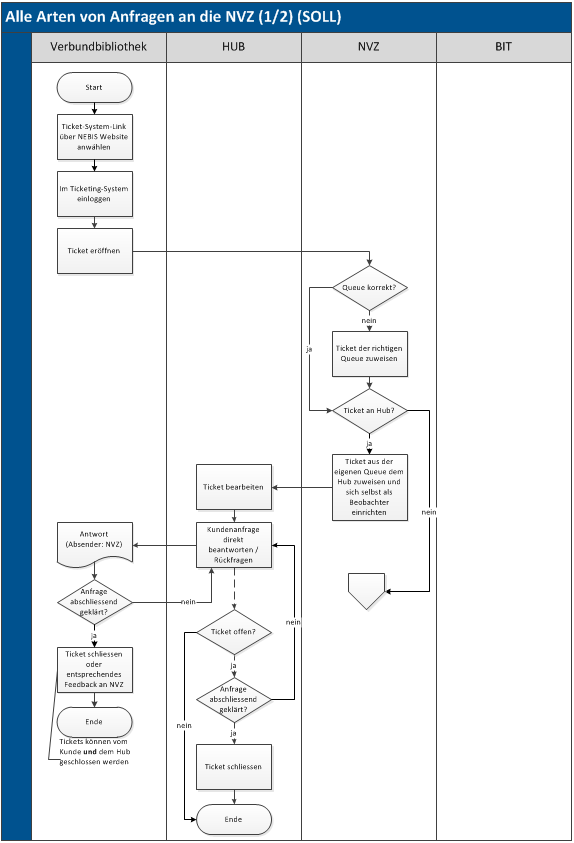 Alle Arten von Anfragen an die NVZ (1/2) (SOLL)
Verbundbibliothek
HUB
NVZ
BIT
Start
Ticket-System-Link
über NEBIS Website
anwählen
Im Ticketing-System
einloggen
Ticket eröffnen
Queue korrekt?
nein
ja
Ticket der richtigen
Queue zuweisen
Ticket an Hub?
ja
nein
Ticket aus der
eigenen Queue dem
Hub zuweisen und
sich selbst als
Beobachter
einrichten
Ticket bearbeiten
Kundenanfrage
direkt
beantworten /
Rückfragen
Antwort
(Absender: NVZ)
Anfrage
abschliessend
geklärt?
nein
ja
Ticket schliessen
oder
entsprechendes
Feedback an NVZ
Ende
Tickets können vom
Kunde und dem Hub
geschlossen werden
Ticket offen?
nein
ja
Anfrage
abschliessend
geklärt?
nein
ja
Ticket schliessen
Ende